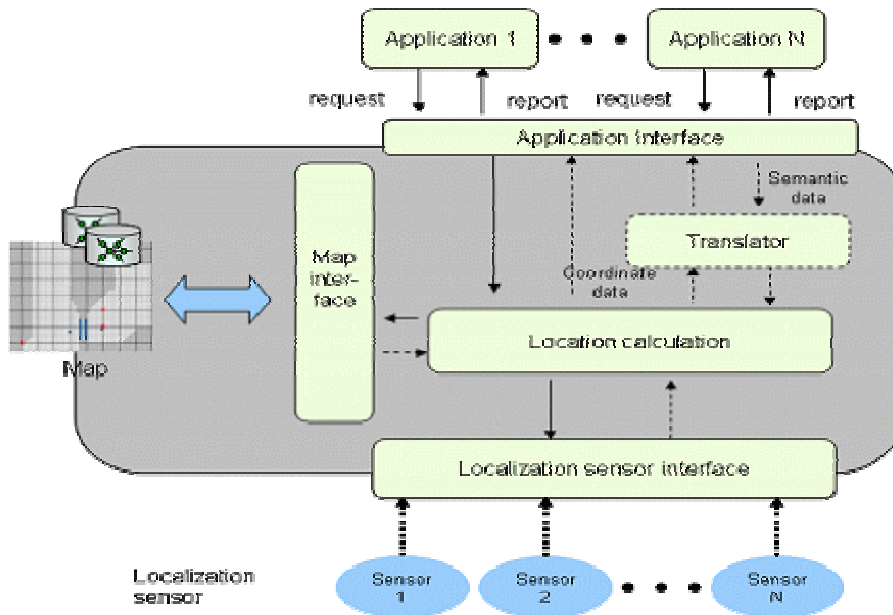 Application 1
Application N
request
report
request
report
Application Interface
Semantic
data
Map
inter-
face
Translator
Coordinate
data
Location calculation
Map
Localization sensor interface
Localization
sensor
Sensor
1
Sensor
2
Sensor
N